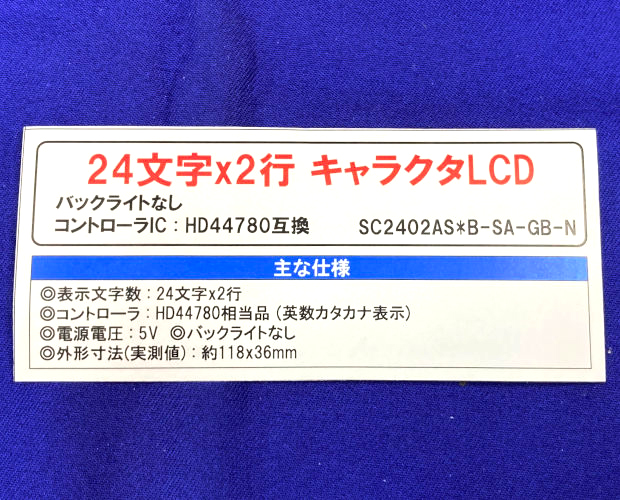 24文字x2行 キャラクタLCD
バックライトなし
コントローラIC：HD44780互換 SC2402AS*B-SA-GB-N
主な仕様
◎表示文字数：24文字x2行
◎コントローラ：HD44780相当品 (英数カタカナ表示)
◎電源電圧：5V ◎バックライトなし
◎外形寸法(実測値)：約118x36mm